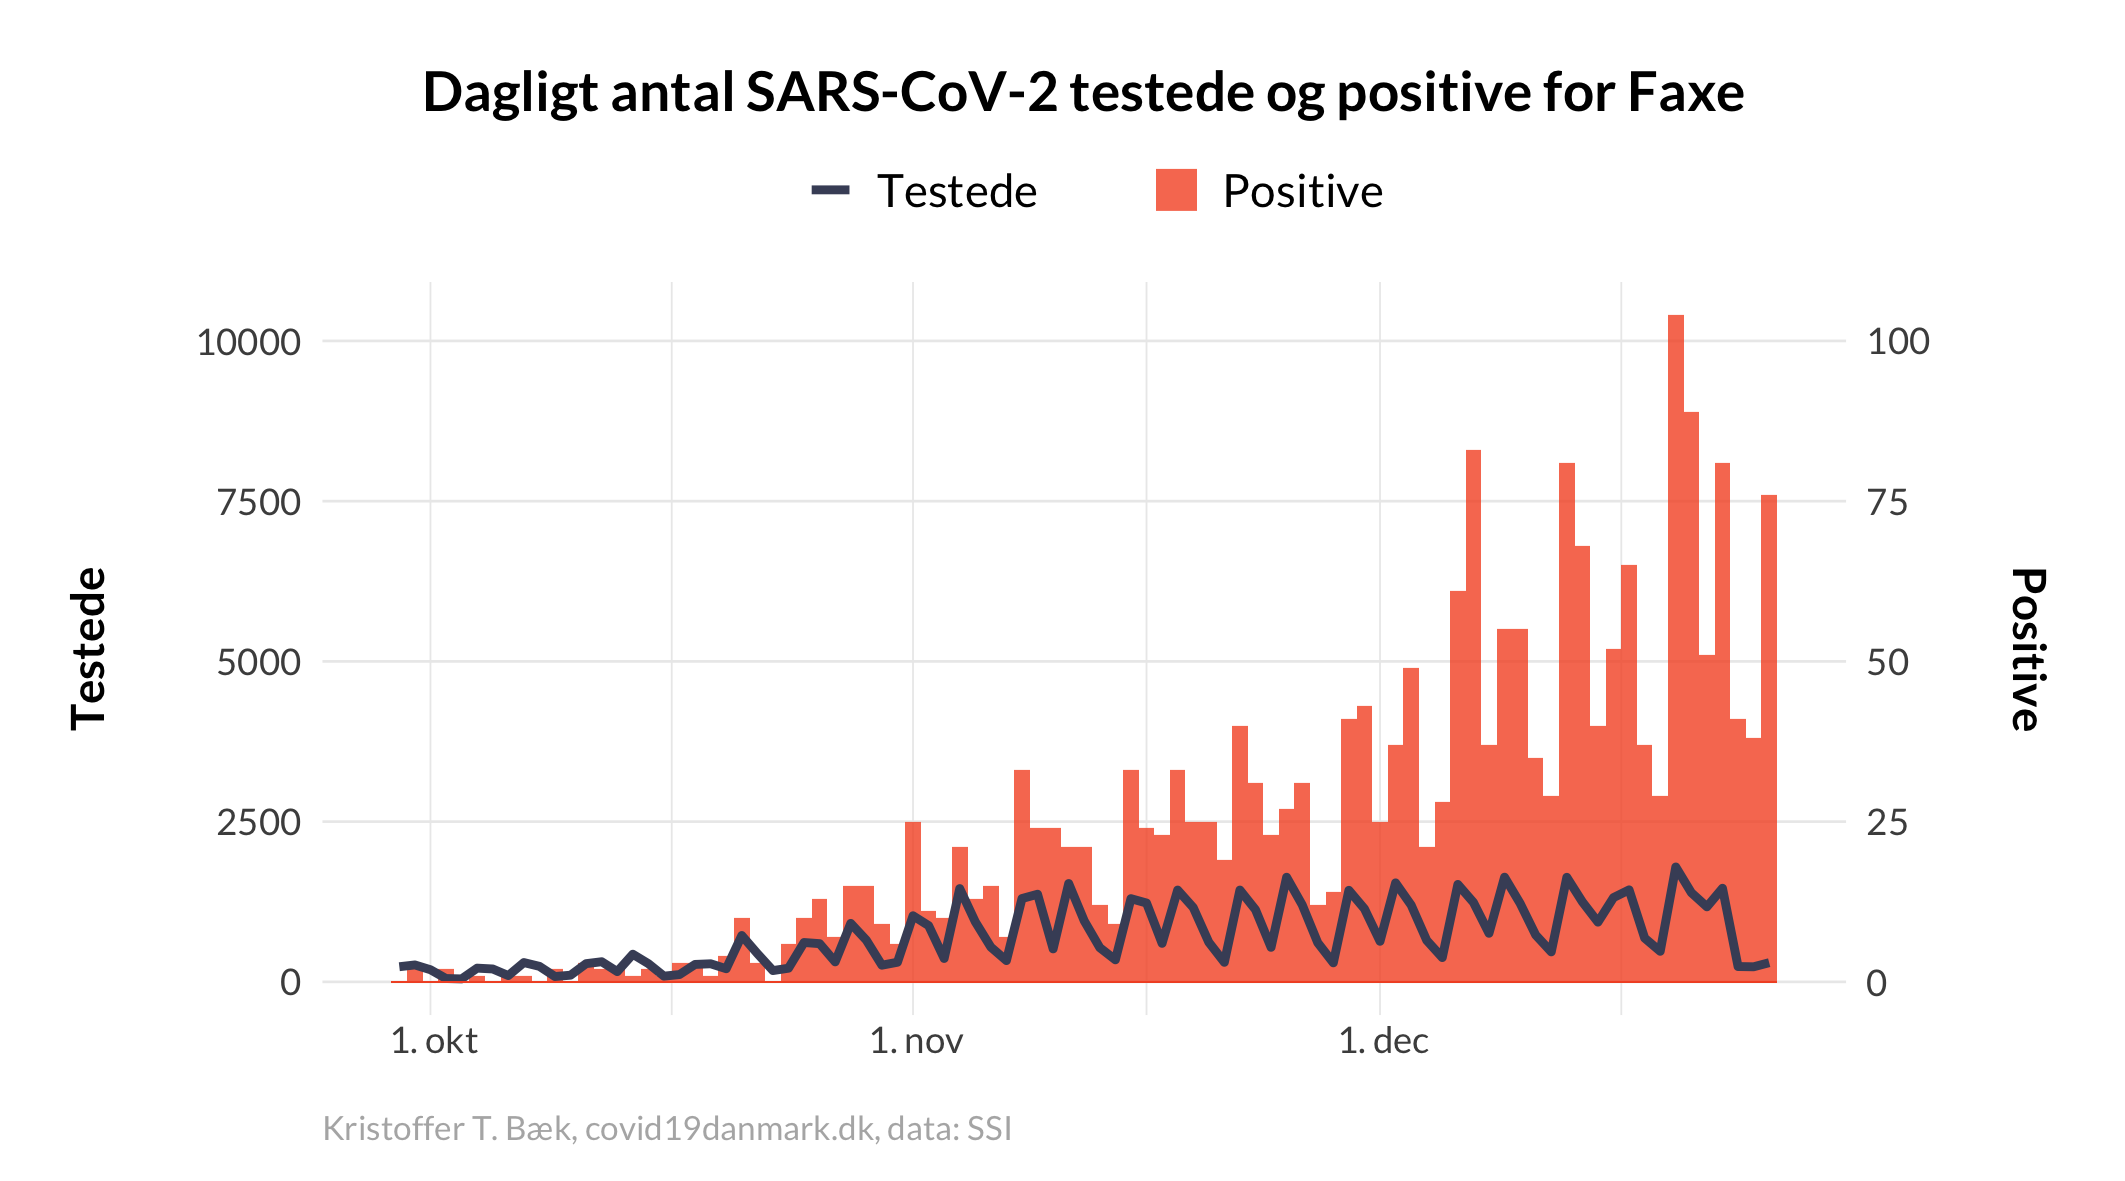 Dagligt antal SARS-CoV-2 testede og positive for Faxe
Testede
Positive
10000
7500
5000
2500
0
100
75
50
25
0
Testede
Positive
1. okt
1. nov
1. dec
Kristoffer T. Bæk, covid19danmark.dk, data: SSI